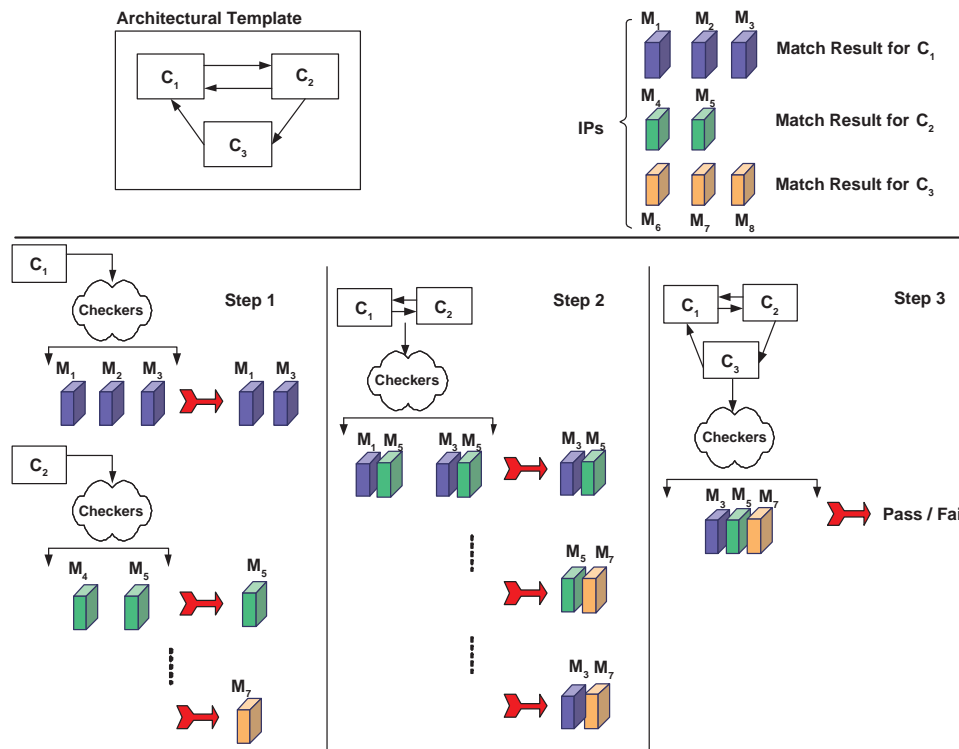 Architectural Template
C1
C2
C3
IPs
M1 M2 M3
Match Result for C1
M4 M5
Match Result for C2
Match Result for C3
M6 M7 M8
C1
Checkers
Step 1
M1 M2 M3 M1 M3
C2
Checkers
M4 M5 M5
M7
Step 2
C1 C2
Checkers
M1 M5 M3 M5 M3 M5
M5 M7
M3 M7
Step 3
C1 C2
C3
Checkers
M3 M5 M7
Pass / Fail